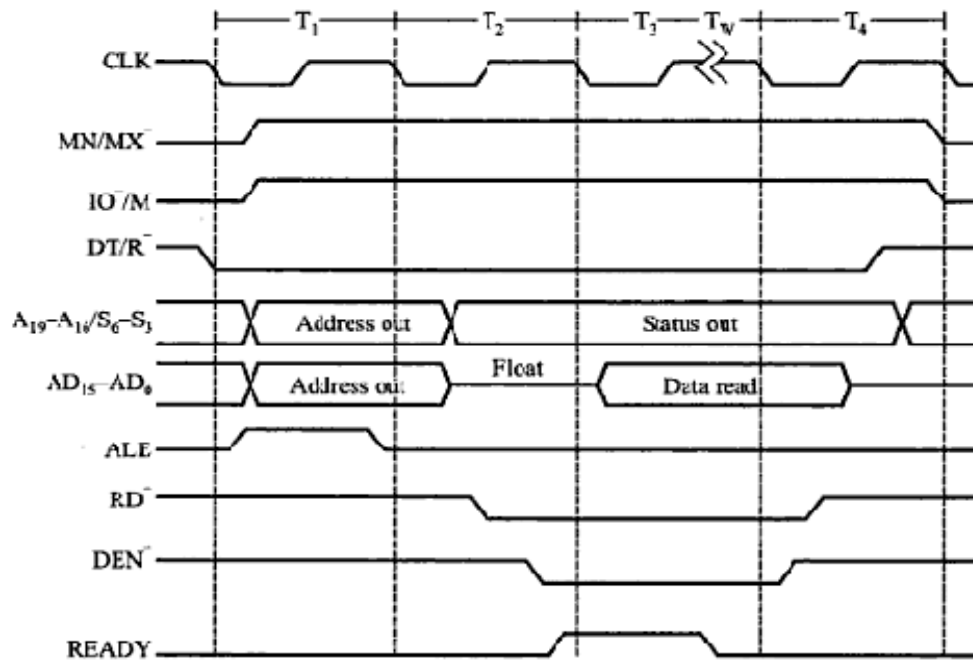 T₁ T₂ T₃ T_W T₄
CLK
MN/MX‾
IO‾/M
DT/R‾
A₁₉–A₁₆/S₆–S₃ Address out Status out
AD₁₅–AD₀ Address out Float Data read
ALE
RD‾
DEN‾
READY